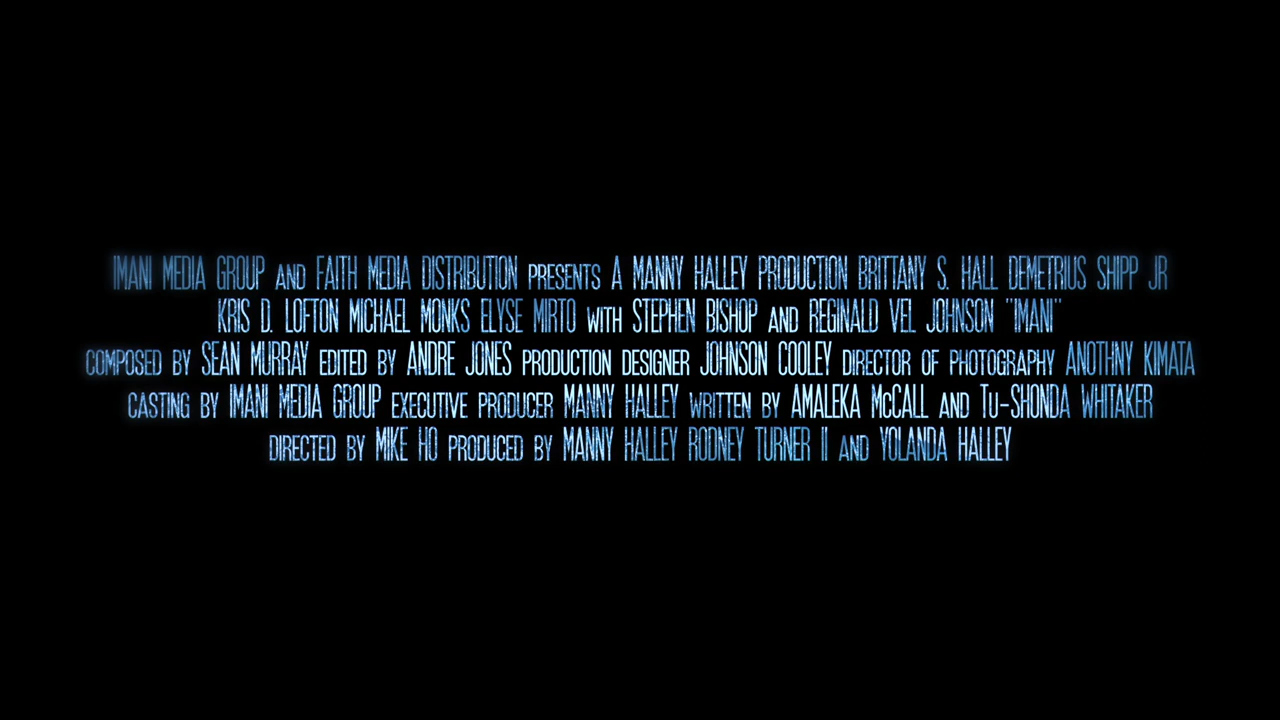 IMANI MEDIA GROUP AND FAITH MEDIA DISTRIBUTION PRESENTS A MANNY HALLEY PRODUCTION BRITTANY S. HALL DEMETRIUS SHIPP JR
KRIS D. LOFTON MICHAEL MONKS ELYSE MIRTO WITH STEPHEN BISHOP AND REGINALD VEL JOHNSON "IMANI"
COMPOSED BY SEAN MURRAY EDITED BY ANDRE JONES PRODUCTION DESIGNER JOHNSON COOLEY DIRECTOR OF PHOTOGRAPHY ANOTHNY KIMATA
CASTING BY IMANI MEDIA GROUP EXECUTIVE PRODUCER MANNY HALLEY WRITTEN BY AMALEKA McCALL AND TU-SHONDA WHITAKER
DIRECTED BY MIKE HO PRODUCED BY MANNY HALLEY RODNEY TURNER II AND YOLANDA HALLEY